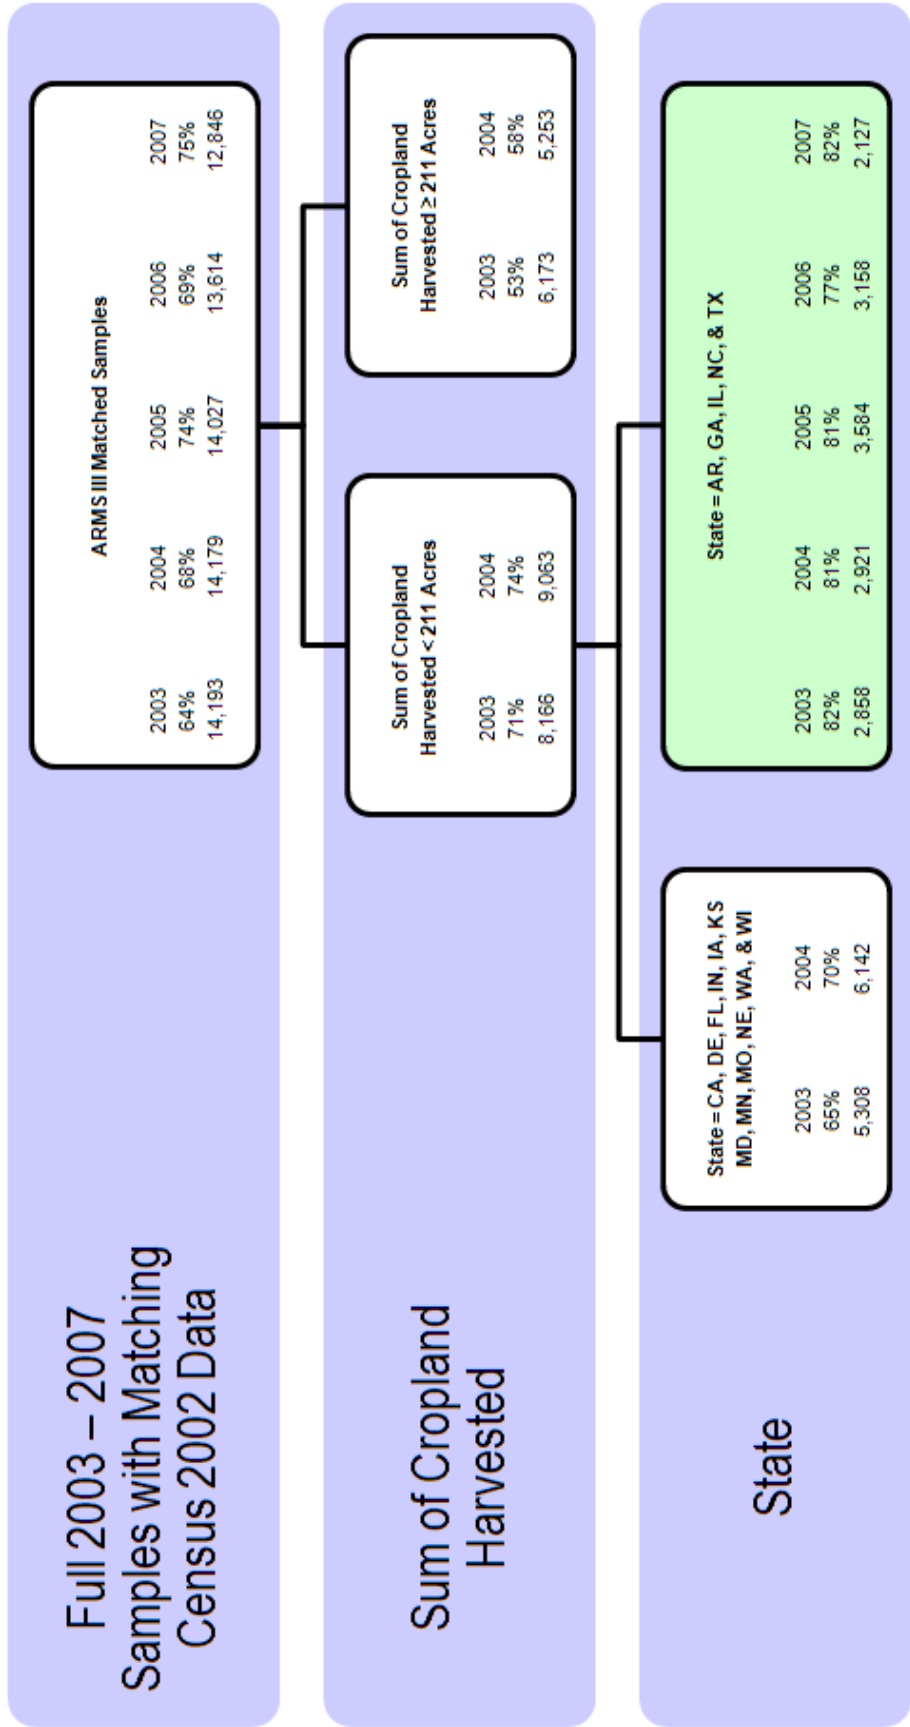 Full 2003 – 2007
Samples with Matching
Census 2002 Data
ARMS III Matched Samples
2003 2004 2005 2006 2007
64% 68% 74% 69% 75%
14,193 14,179 14,027 13,614 12,846
Sum of Cropland
Harvested
Sum of Cropland
Harvested < 211 Acres
2003 2004
71% 74%
8,166 9,063
Sum of Cropland
Harvested ≥ 211 Acres
2003 2004
53% 58%
6,173 5,253
State
State = CA, DE, FL, IN, IA, KS
MD, MN, MO, NE, WA, & WI
2003 2004
65% 70%
5,308 6,142
State = AR, GA, IL, NC, & TX
2003 2004 2005 2006 2007
82% 81% 81% 77% 82%
2,858 2,921 3,584 3,158 2,127